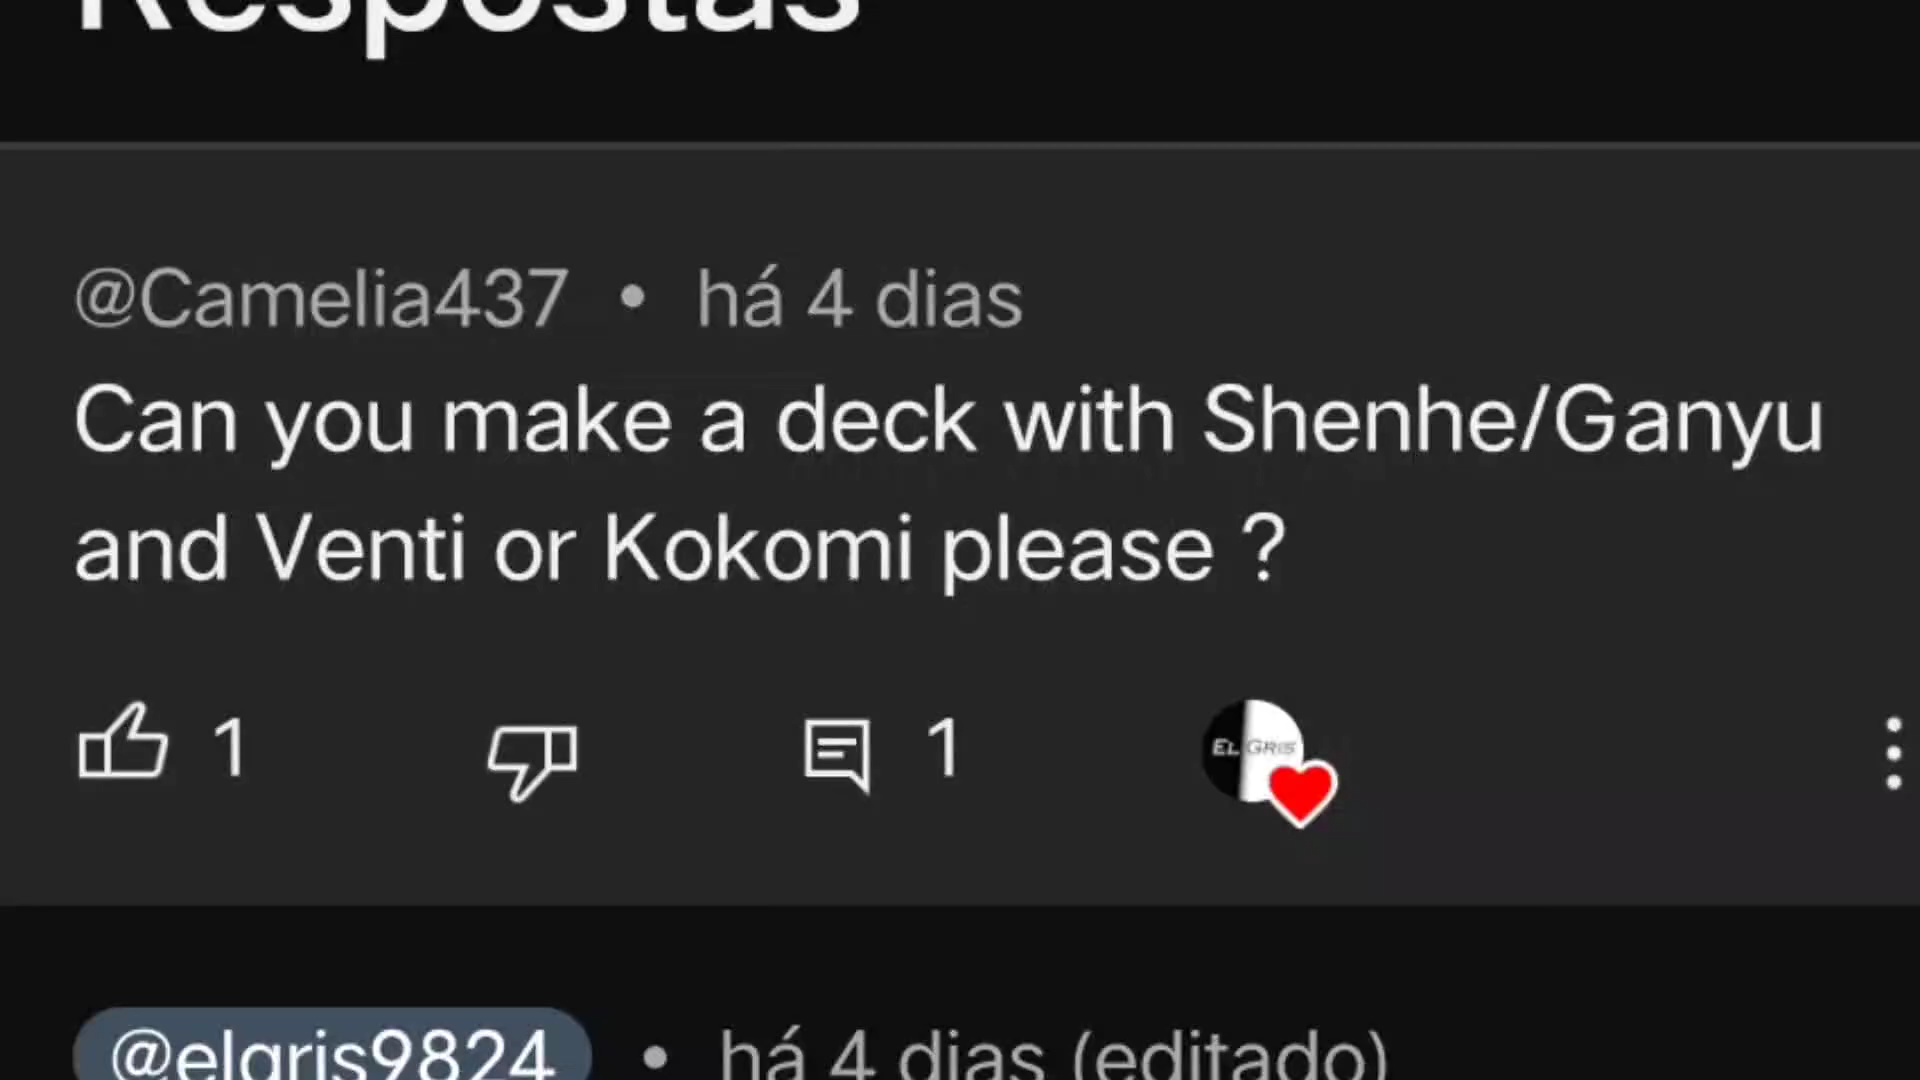 Respostas
@Camelia437 • há 4 dias
Can you make a deck with Shenhe/Ganyu
and Venti or Kokomi please ?
1 1 EL GRIS
@elgris9824 • há 4 dias (editado)